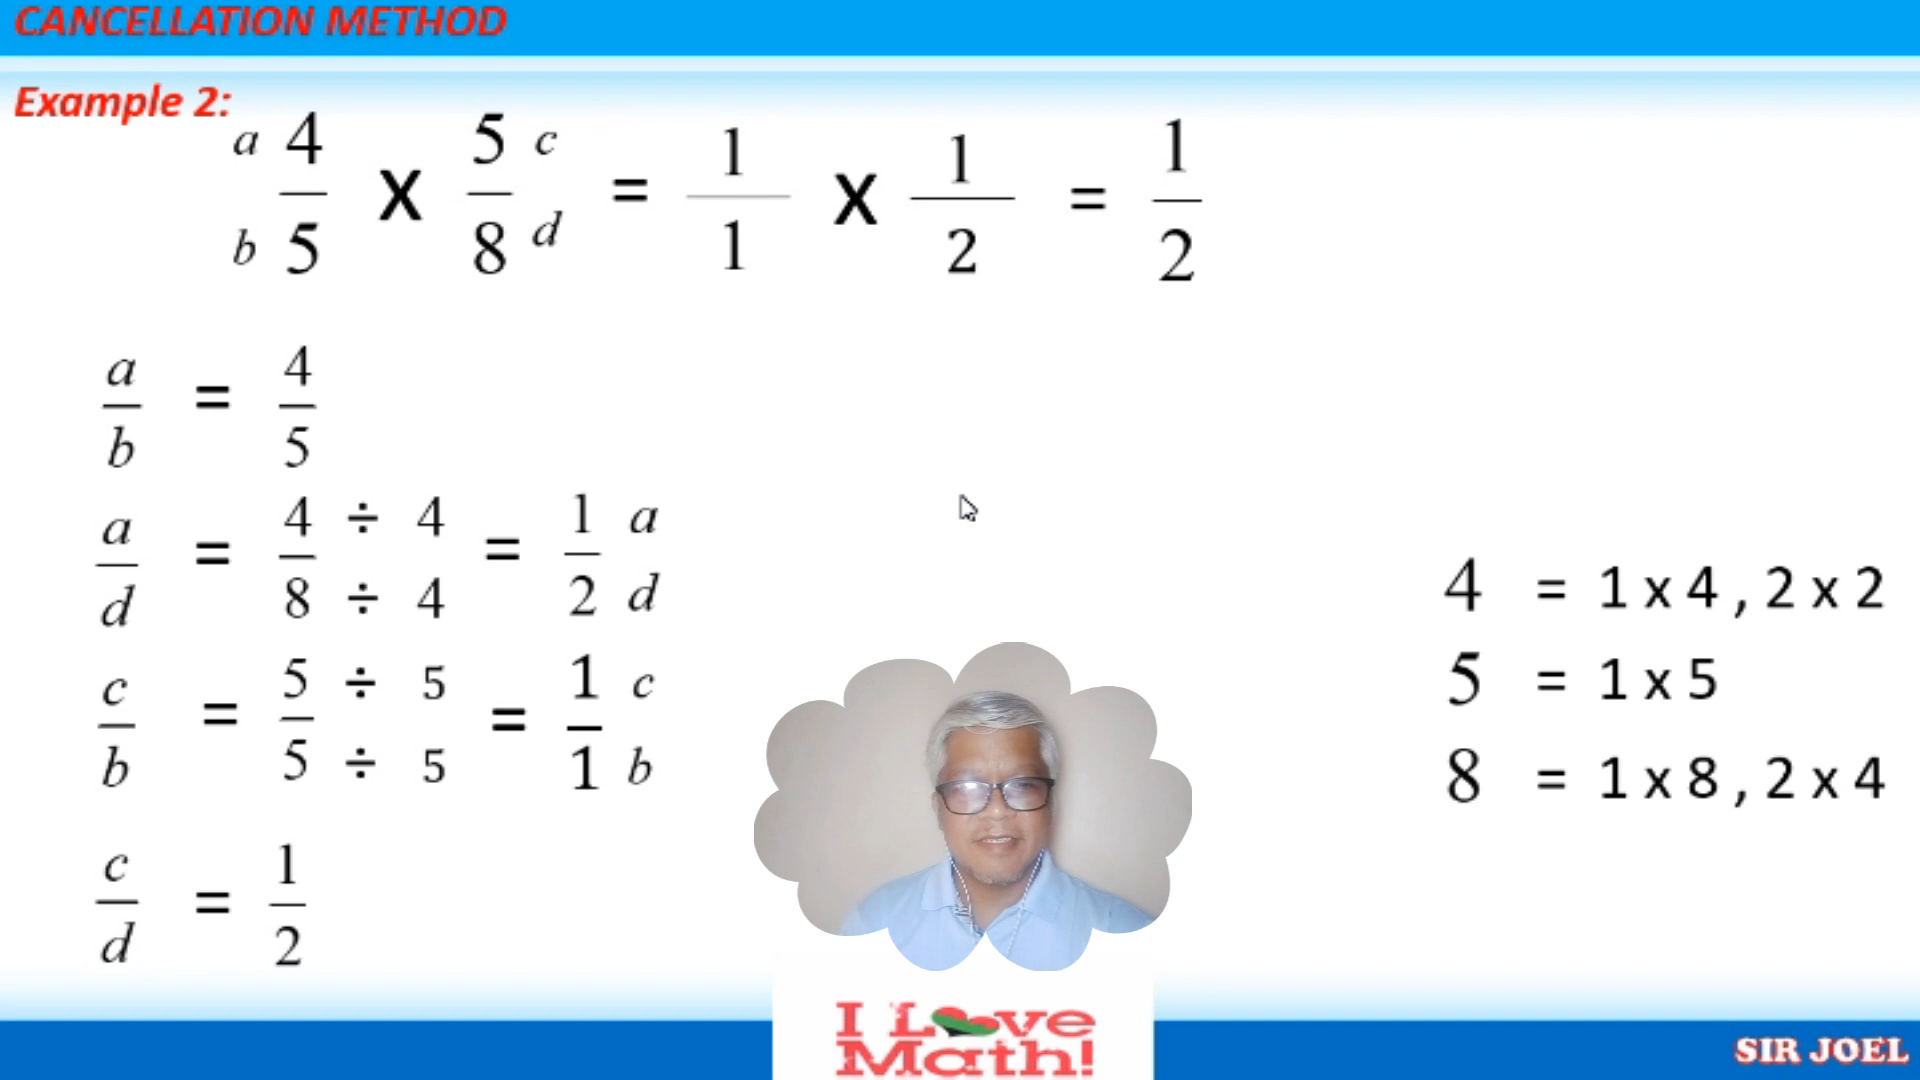 CANCELLATION METHOD
Example 2:
a 4/5 b X 5/8 c d = 1/1 X 1/2 = 1/2
a/b = 4/5
a/d = 4 ÷ 4 / 8 ÷ 4 = 1/2 a d
c/b = 5 ÷ 5 / 5 ÷ 5 = 1/1 c b
c/d = 1/2
4 = 1 x 4 , 2 x 2
5 = 1 x 5
8 = 1 x 8 , 2 x 4
I Love
Math!
SIR JOEL